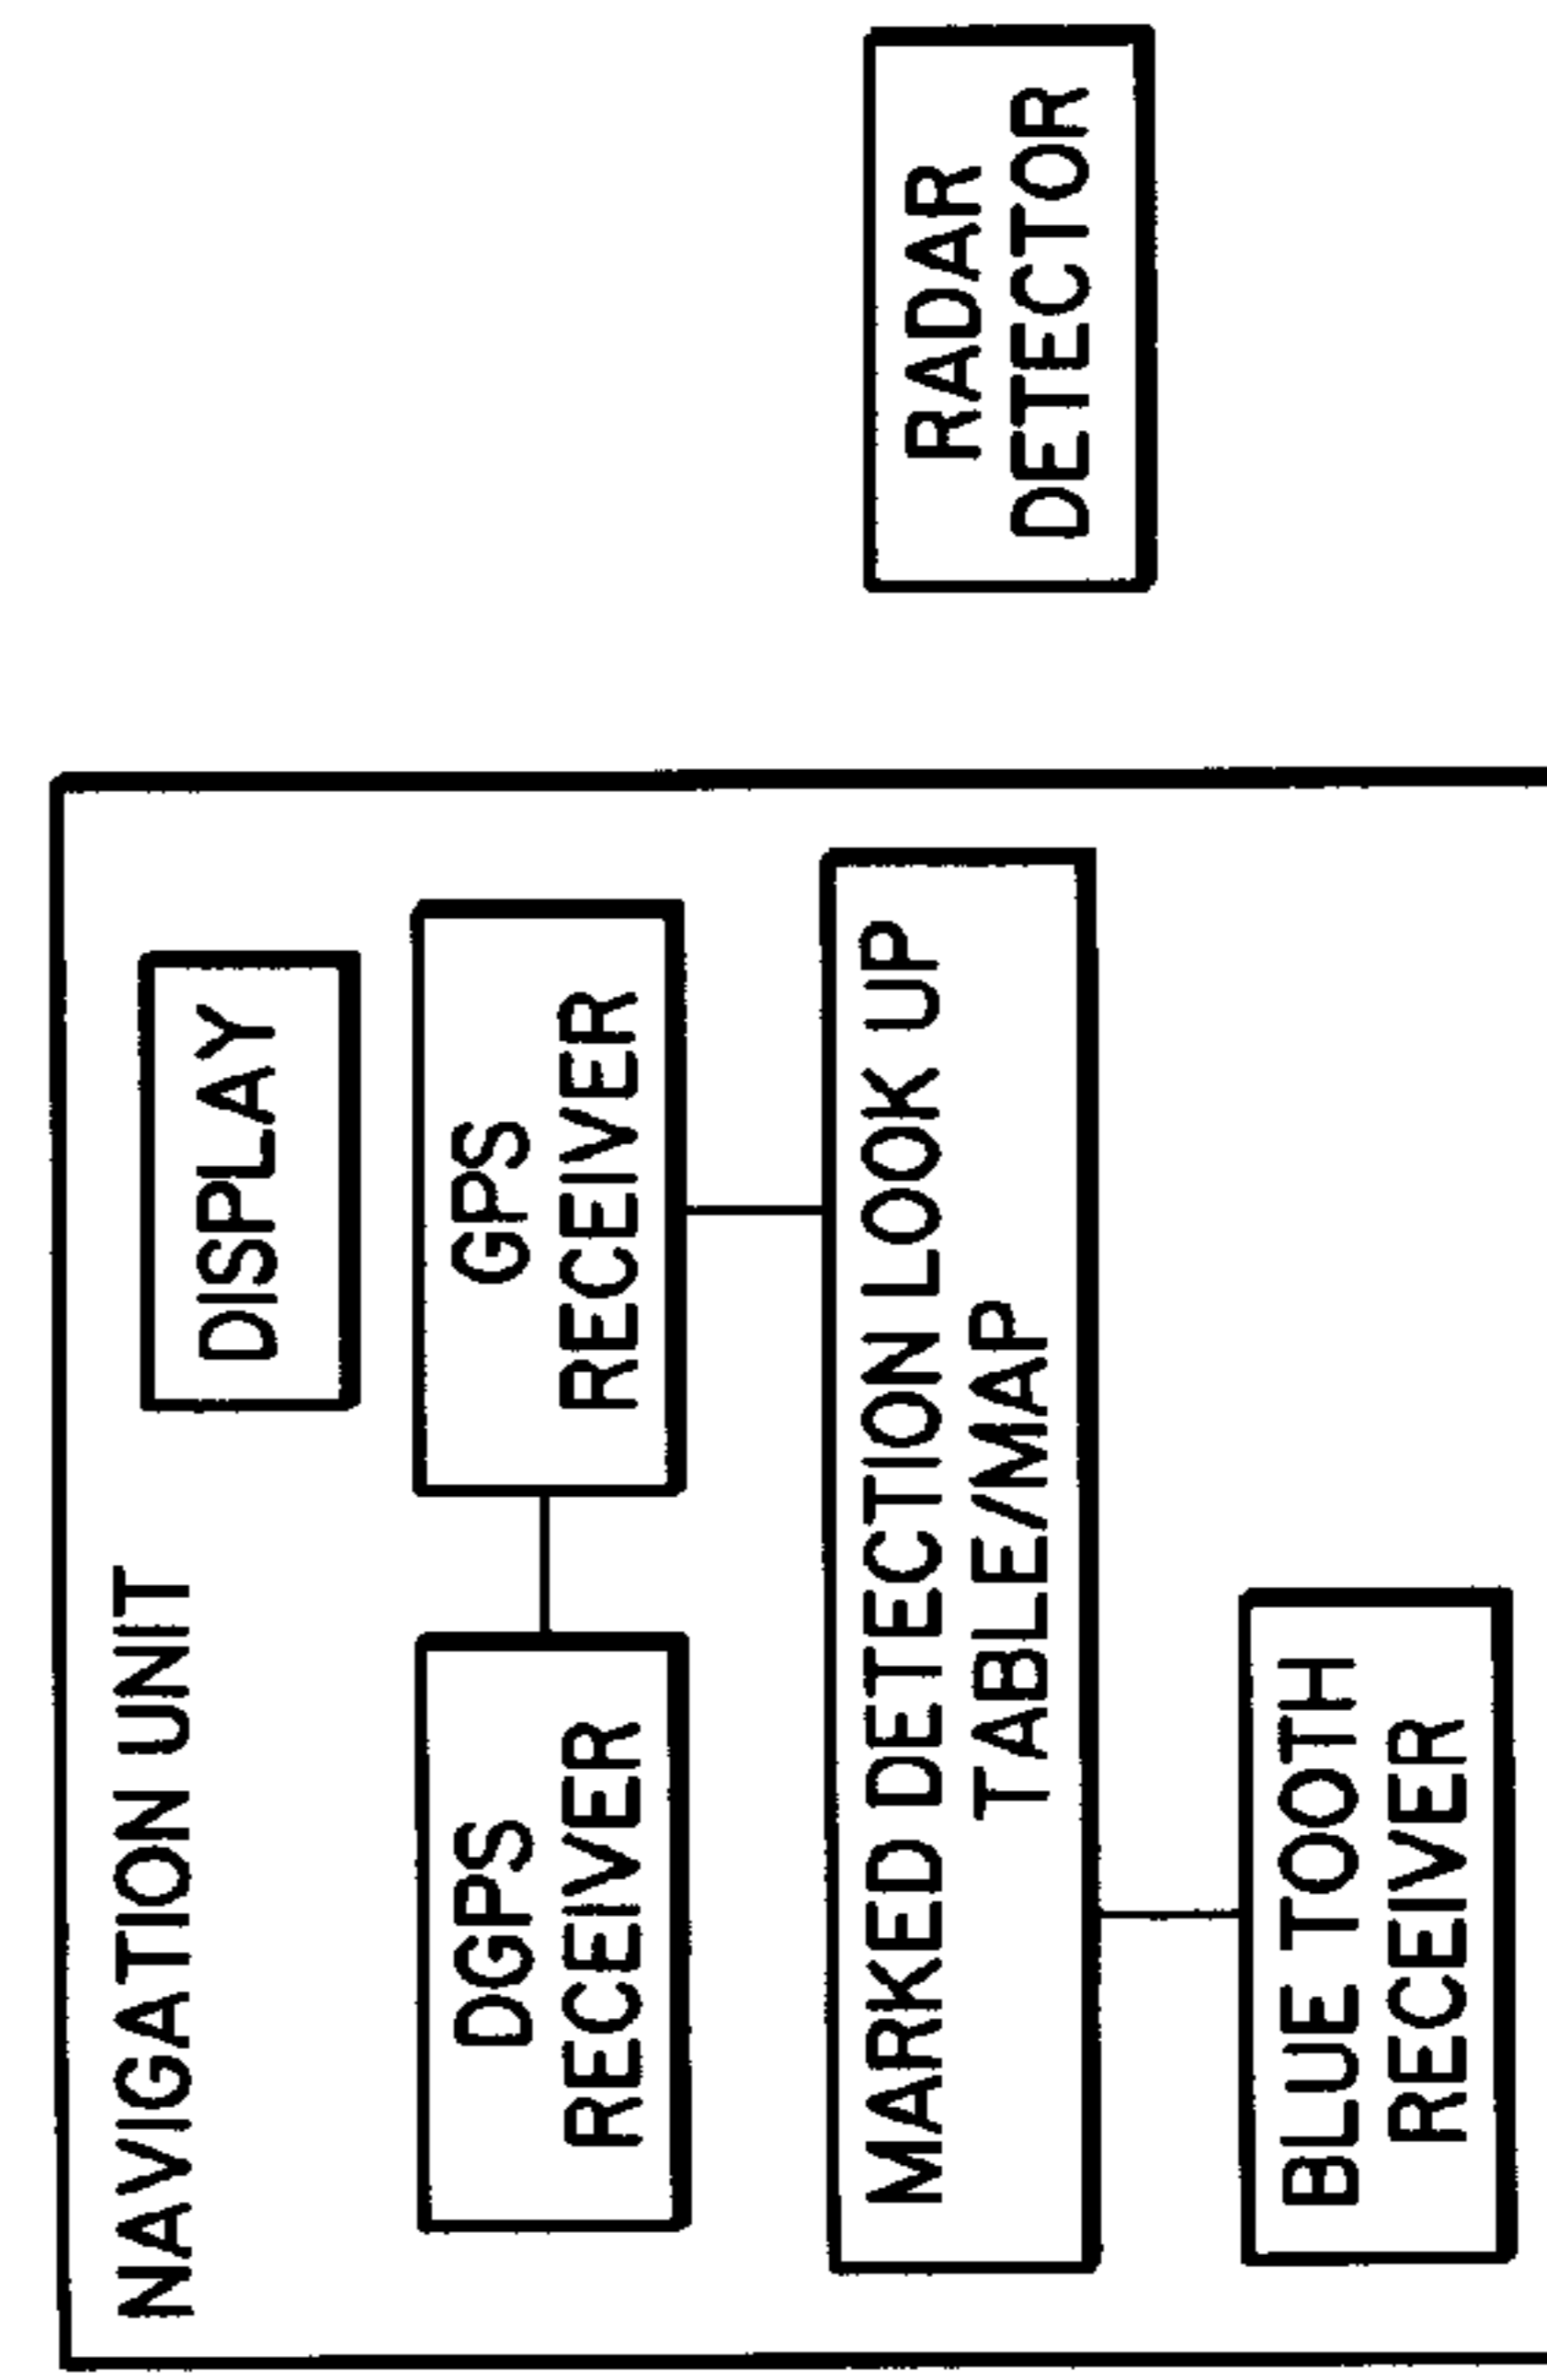 NAVIGATION UNIT
DISPLAY
DGPS
RECEIVER
GPS
RECEIVER
MARKED DETECTION LOOK UP
TABLE/MAP
BLUE TOOTH
RECEIVER
RADAR
DETECTOR